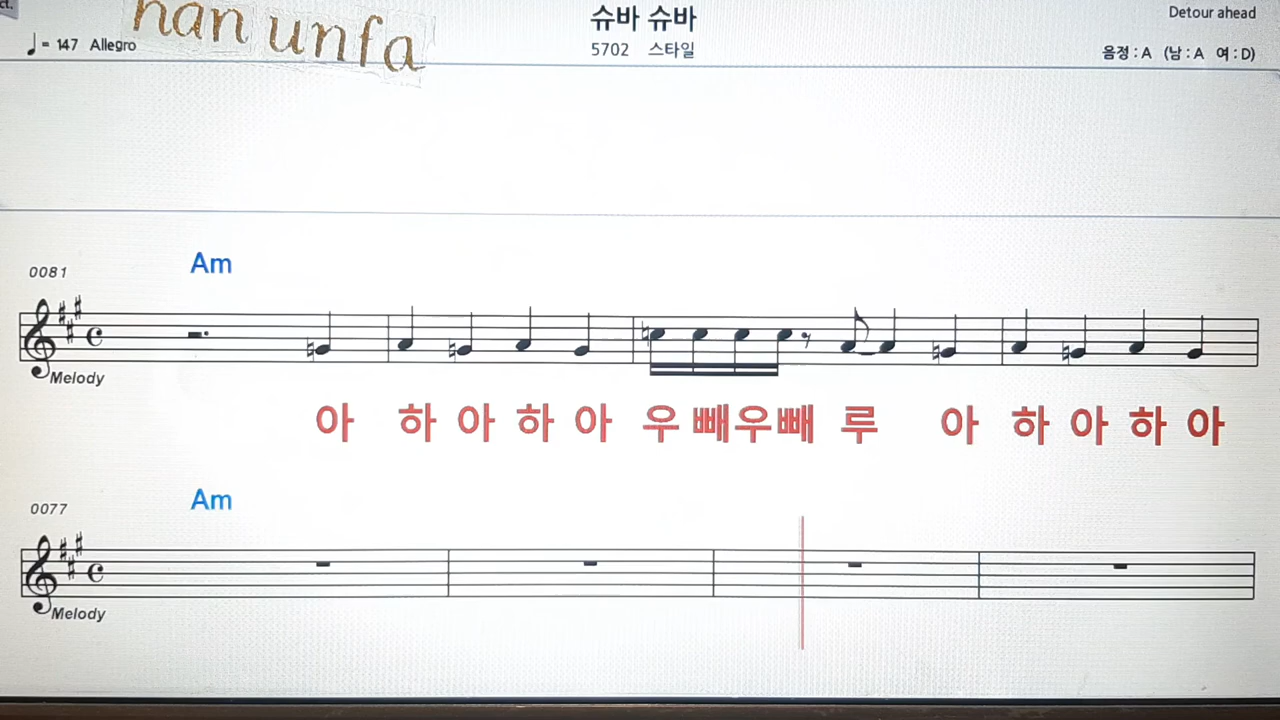 ct.
han unfa
♩= 147 Allegro
슈바 슈바
5702 스타일
Detour ahead
음정 : A (남 : A 여 : D)
0081
Am
Melody
아 하 아 하 아 우 빼 우 빼 루 아 하 아 하 아
0077
Am
Melody